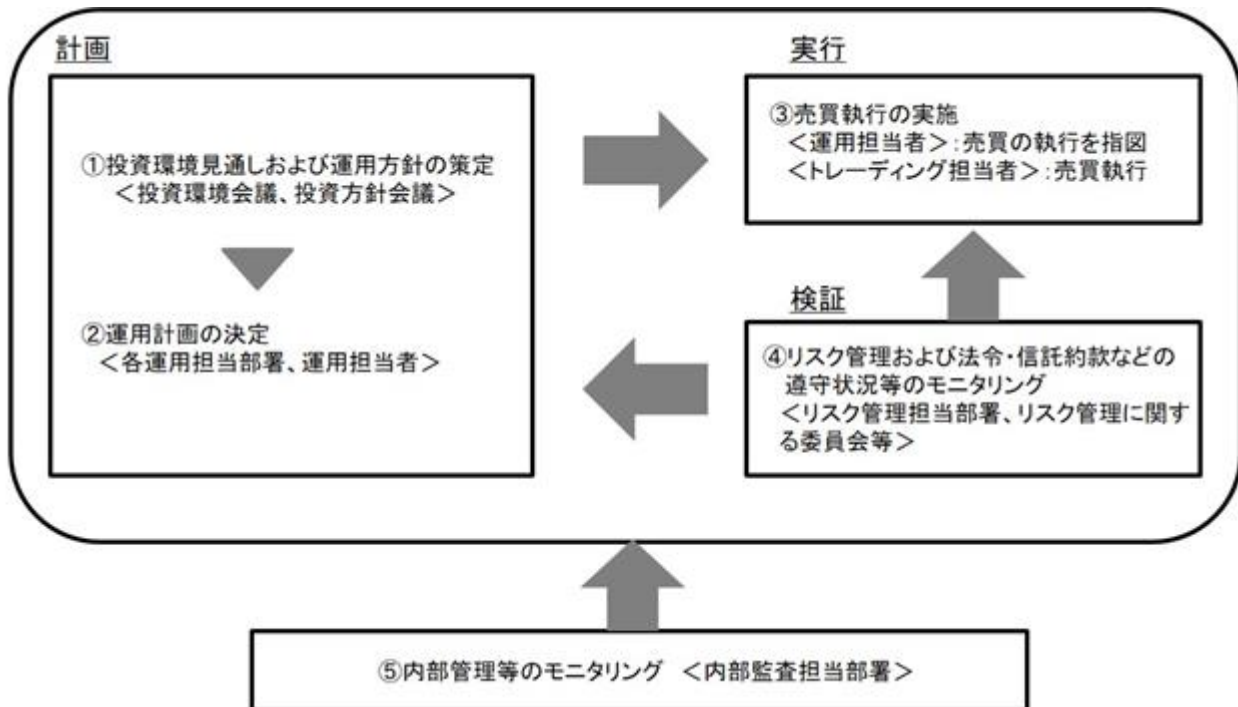 計画
①投資環境見通しおよび運用方針の策定
＜投資環境会議、投資方針会議＞
②運用計画の決定
＜各運用担当部署、運用担当者＞
実行
③売買執行の実施
＜運用担当者＞：売買の執行を指図
＜トレーディング担当者＞：売買執行
検証
④リスク管理および法令・信託約款などの
遵守状況等のモニタリング
＜リスク管理担当部署、リスク管理に関す
る委員会等＞
⑤内部管理等のモニタリング ＜内部監査担当部署＞